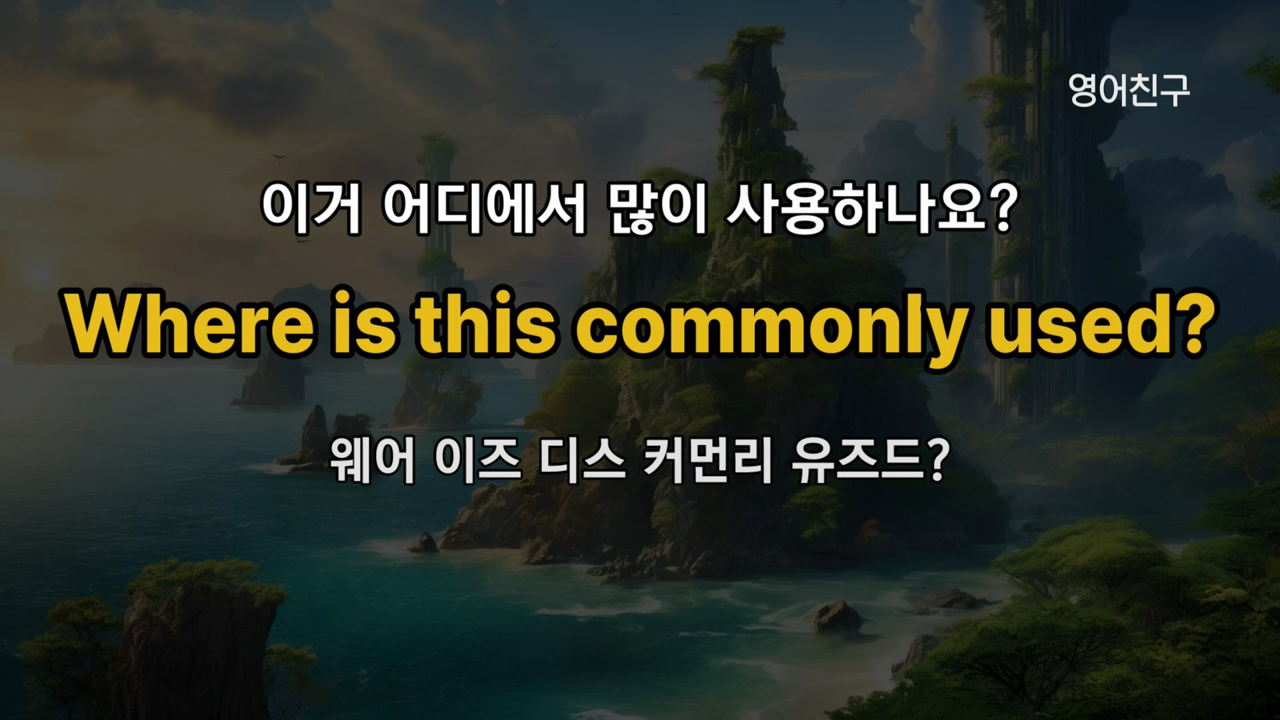 영어친구
이거 어디에서 많이 사용하나요?
Where is this commonly used?
웨어 이즈 디스 커먼리 유즈드?